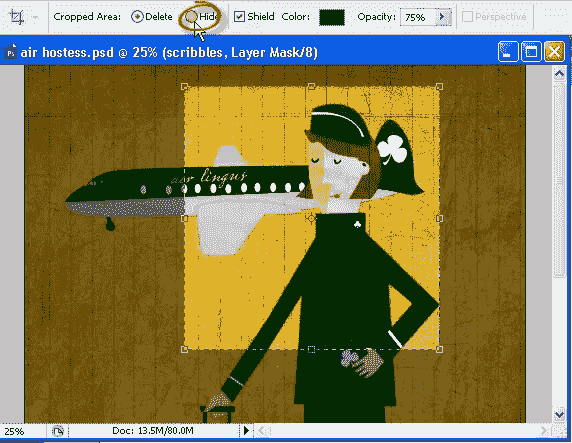 Cropped Area: Delete Hide Shield Color: Opacity: 75% Perspective
air hostess.psd @ 25% (scribbles, Layer Mask/8)
aer lingus
25% Doc: 13.5M/80.0M